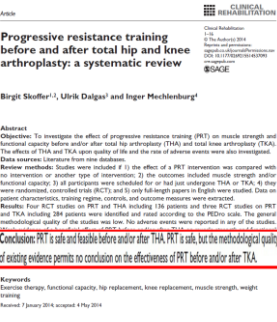 Article
CLINICAL
REHABILITATION
Clinical Rehabilitation
1–16
© The Author(s) 2014
Reprints and permissions:
SAGE
Progressive resistance training
before and after total hip and knee
arthroplasty: a systematic review
Birgit Skoffer¹,², Ulrik Dalgas³ and Inger Mechlenburg⁴
Abstract
Objective: To investigate the effect of progressive resistance training (PRT) on muscle strength and
functional capacity before and/or after total hip arthroplasty (THA) and total knee arthroplasty (TKA).
The effects of THA and TKA upon quality of life and the rate of adverse events were also investigated.
Data sources: Literature from nine databases.
Review methods: Studies were included if 1) the effect of a PRT intervention was compared with
no intervention or another type of intervention; 2) the outcomes included muscle strength and/or
functional capacity; 3) all participants were scheduled for or had just undergone THA or TKA; 4) they
were randomized, controlled trials (RCT); and 5) only full-length papers in English were studied. Data on
patient characteristics, training regime, controls, and outcome measures were extracted.
Results: Four RCT studies on PRT and THA including 136 patients and three RCT studies on PRT
and TKA including 284 patients were identified and rated according to the PEDro scale. The general
methodological quality of the studies was low. No adverse events were reported in any of the studies.
Conclusion: PRT is safe and feasible before and/or after THA. PRT is safe, but the methodological quality
of existing evidence permits no conclusion on the effectiveness of PRT before and/or after TKA.
Keywords
Exercise therapy, functional capacity, hip replacement, knee replacement, muscle strength, weight
training
Received: 7 January 2014; accepted: 4 May 2014